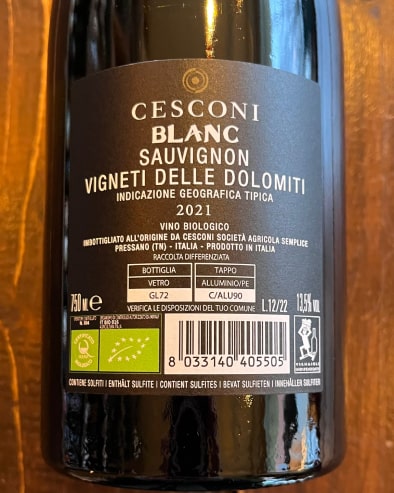 CESCONI
BLANC
SAUVIGNON
VIGNETI DELLE DOLOMITI
INDICAZIONE GEOGRAFICA TIPICA
2021
VINO BIOLOGICO
IMBOTTIGLIATO ALL'ORIGINE DA CESCONI SOCIETÀ AGRICOLA SEMPLICE
PRESSANO (TN) - ITALIA - PRODOTTO IN ITALIA
RACCOLTA DIFFERENZIATA
BOTTIGLIA TAPPO
VETRO ALLUMINIO/PE
GL72 C/ALU90
VERIFICA LE DISPOSIZIONI DEL TUO COMUNE
750 ML e
L.12/22
13,5% VOL
IT BIO
8 033140 405505
CONTIENE SOLFITI | ENTHÄLT SULFITE | CONTIENT SULFITES | BEVAT SULFIETEN | INNEHÅLLER SULFITER